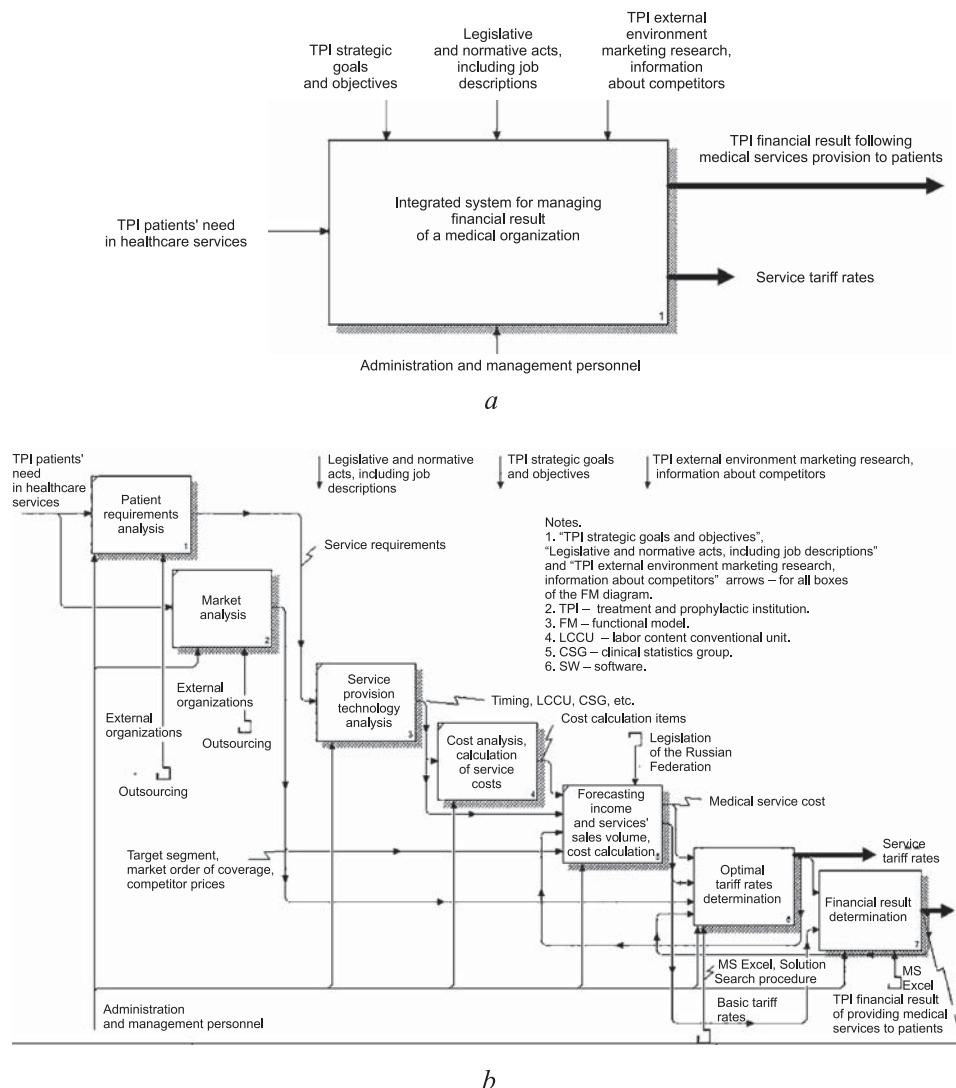 TPI strategic
goals
and objectives
Legislative
and normative acts,
including job
descriptions
TPI external
environment
marketing research,
information
about competitors
TPI financial result following
medical services provision to patients
TPI patients' need
in healthcare services
Integrated system for managing
financial result
of a medical organization
1
Service tariff rates
Administration and management personnel
a
TPI patients'
need
in healthcare
services
Legislative and normative
acts, including job
descriptions
TPI strategic goals
and objectives
TPI external environment marketing research,
information about competitors
Patient
requirements
analysis
1
Service requirements
Notes.
1. “TPI strategic goals and objectives”,
“Legislative and normative acts, including job descriptions”
and “TPI external environment marketing research,
information about competitors” arrows – for all boxes
of the FM diagram.
2. TPI – treatment and prophylactic institution.
3. FM – functional model.
4. LCCU – labor content conventional unit.
5. CSG – clinical statistics group.
6. SW – software.
Market
analysis
2
External
organizations
External
organizations
Outsourcing
Outsourcing
Service
provision
technology
analysis
3
Timing, LCCU, CSG, etc.
Cost calculation items
Cost analysis,
calculation
of service
costs
4
Legislation
of the Russian
Federation
Forecasting
income
and services'
sales volume,
cost calculation
5
Medical service cost
Target segment,
market order of coverage,
competitor prices
Service
tariff rates
Optimal
tariff rates
determination
6
Financial result
determination
7
MS Excel, Solution
Search procedure
MS
Excel
Basic tariff
rates
TPI financial result
of providing medical
services to patients
Administration
and management personnel
b